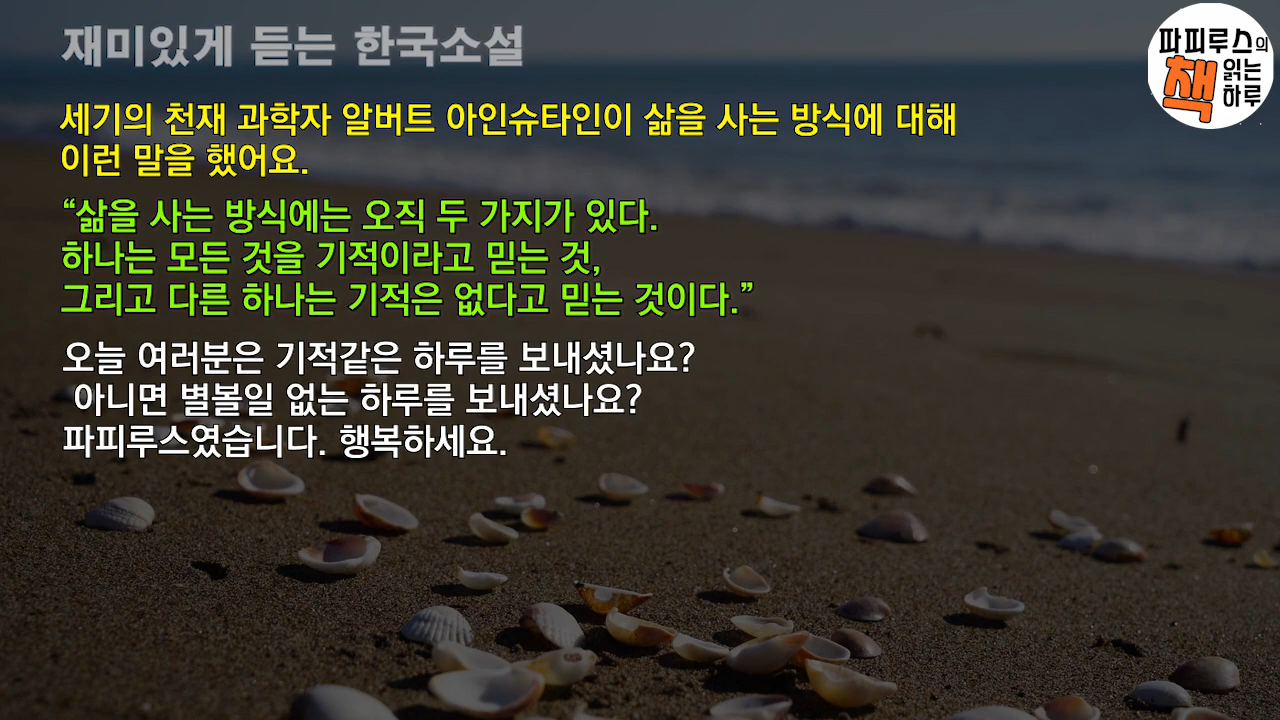 재미있게 듣는 한국소설
파피루스의
책 읽는
하루
세기의 천재 과학자 알버트 아인슈타인이 삶을 사는 방식에 대해
이런 말을 했어요.
“삶을 사는 방식에는 오직 두 가지가 있다.
하나는 모든 것을 기적이라고 믿는 것,
그리고 다른 하나는 기적은 없다고 믿는 것이다.”
오늘 여러분은 기적같은 하루를 보내셨나요?
아니면 별볼일 없는 하루를 보내셨나요?
파피루스였습니다. 행복하세요.